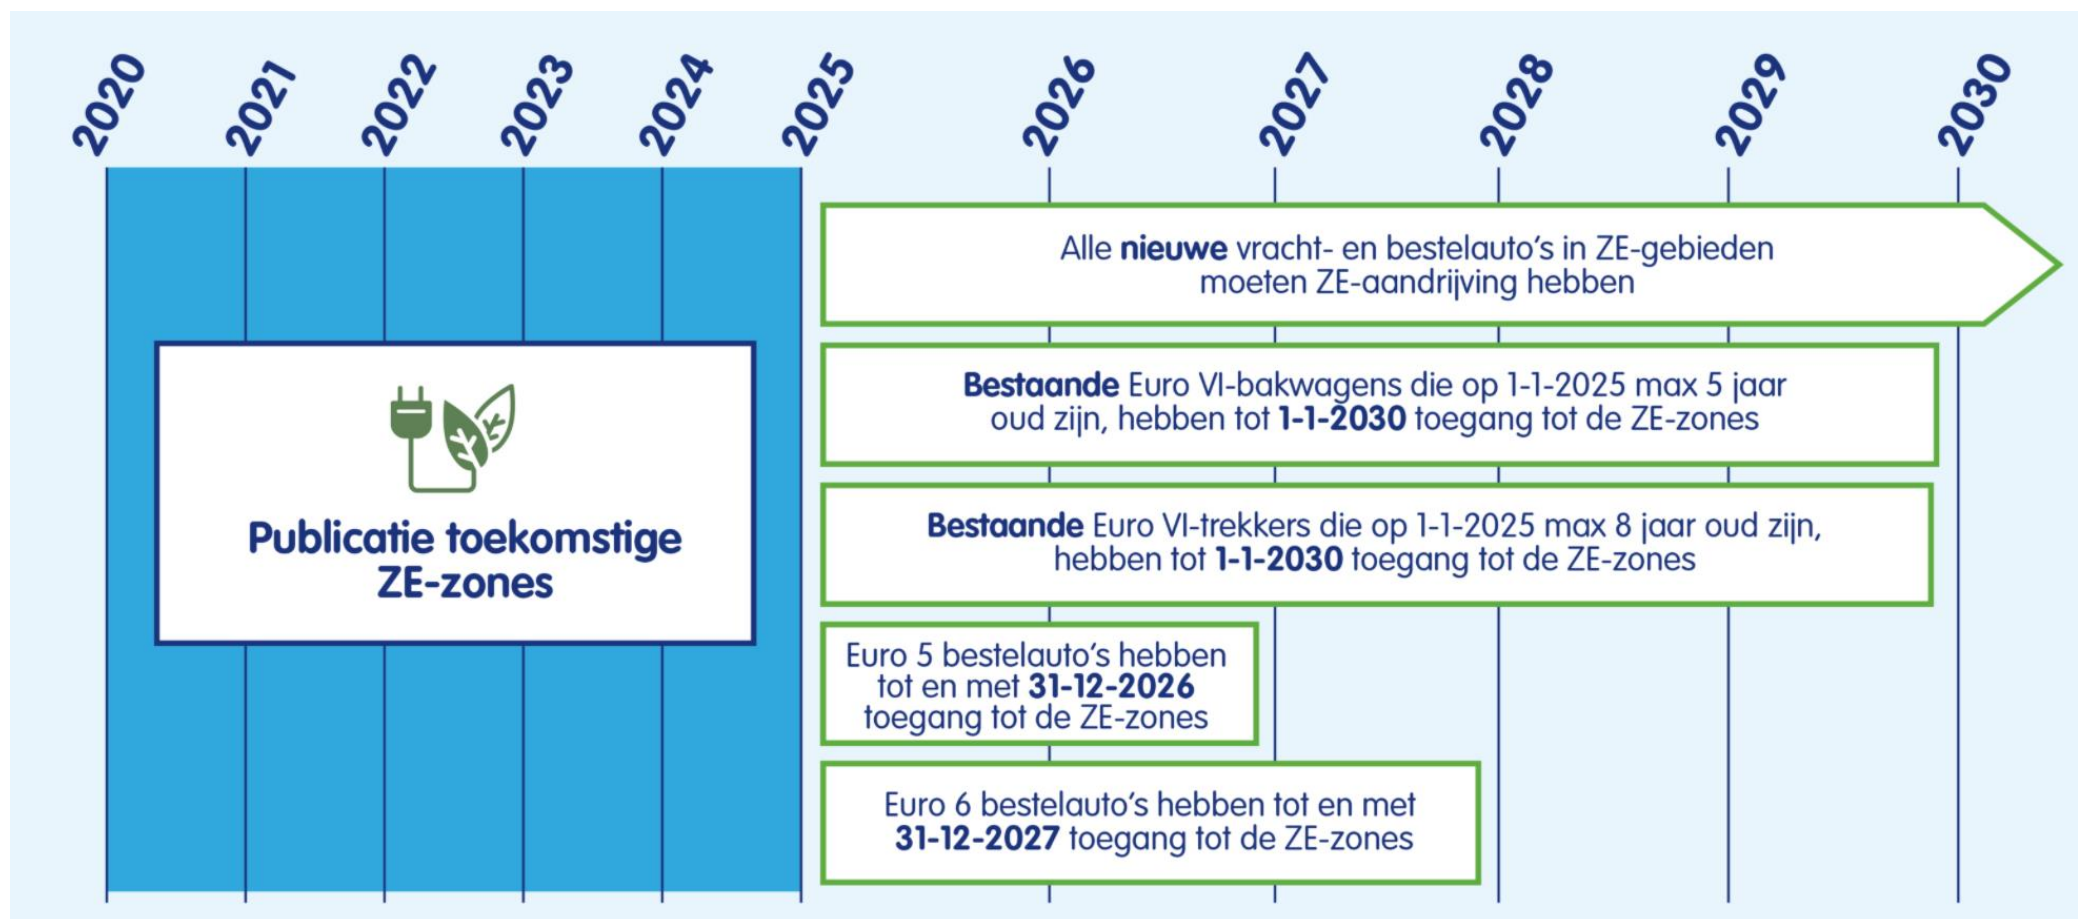 2020
2021
2022
2023
2024
2025
2026
2027
2028
2029
2030
Alle nieuwe vracht- en bestelauto's in ZE-gebieden
moeten ZE-aandrijving hebben
Bestaande Euro VI-bakwagens die op 1-1-2025 max 5 jaar
oud zijn, hebben tot 1-1-2030 toegang tot de ZE-zones
Bestaande Euro VI-trekkers die op 1-1-2025 max 8 jaar oud zijn,
hebben tot 1-1-2030 toegang tot de ZE-zones
Publicatie toekomstige
ZE-zones
Euro 5 bestelauto's hebben
tot en met 31-12-2026
toegang tot de ZE-zones
Euro 6 bestelauto's hebben tot en met
31-12-2027 toegang tot de ZE-zones